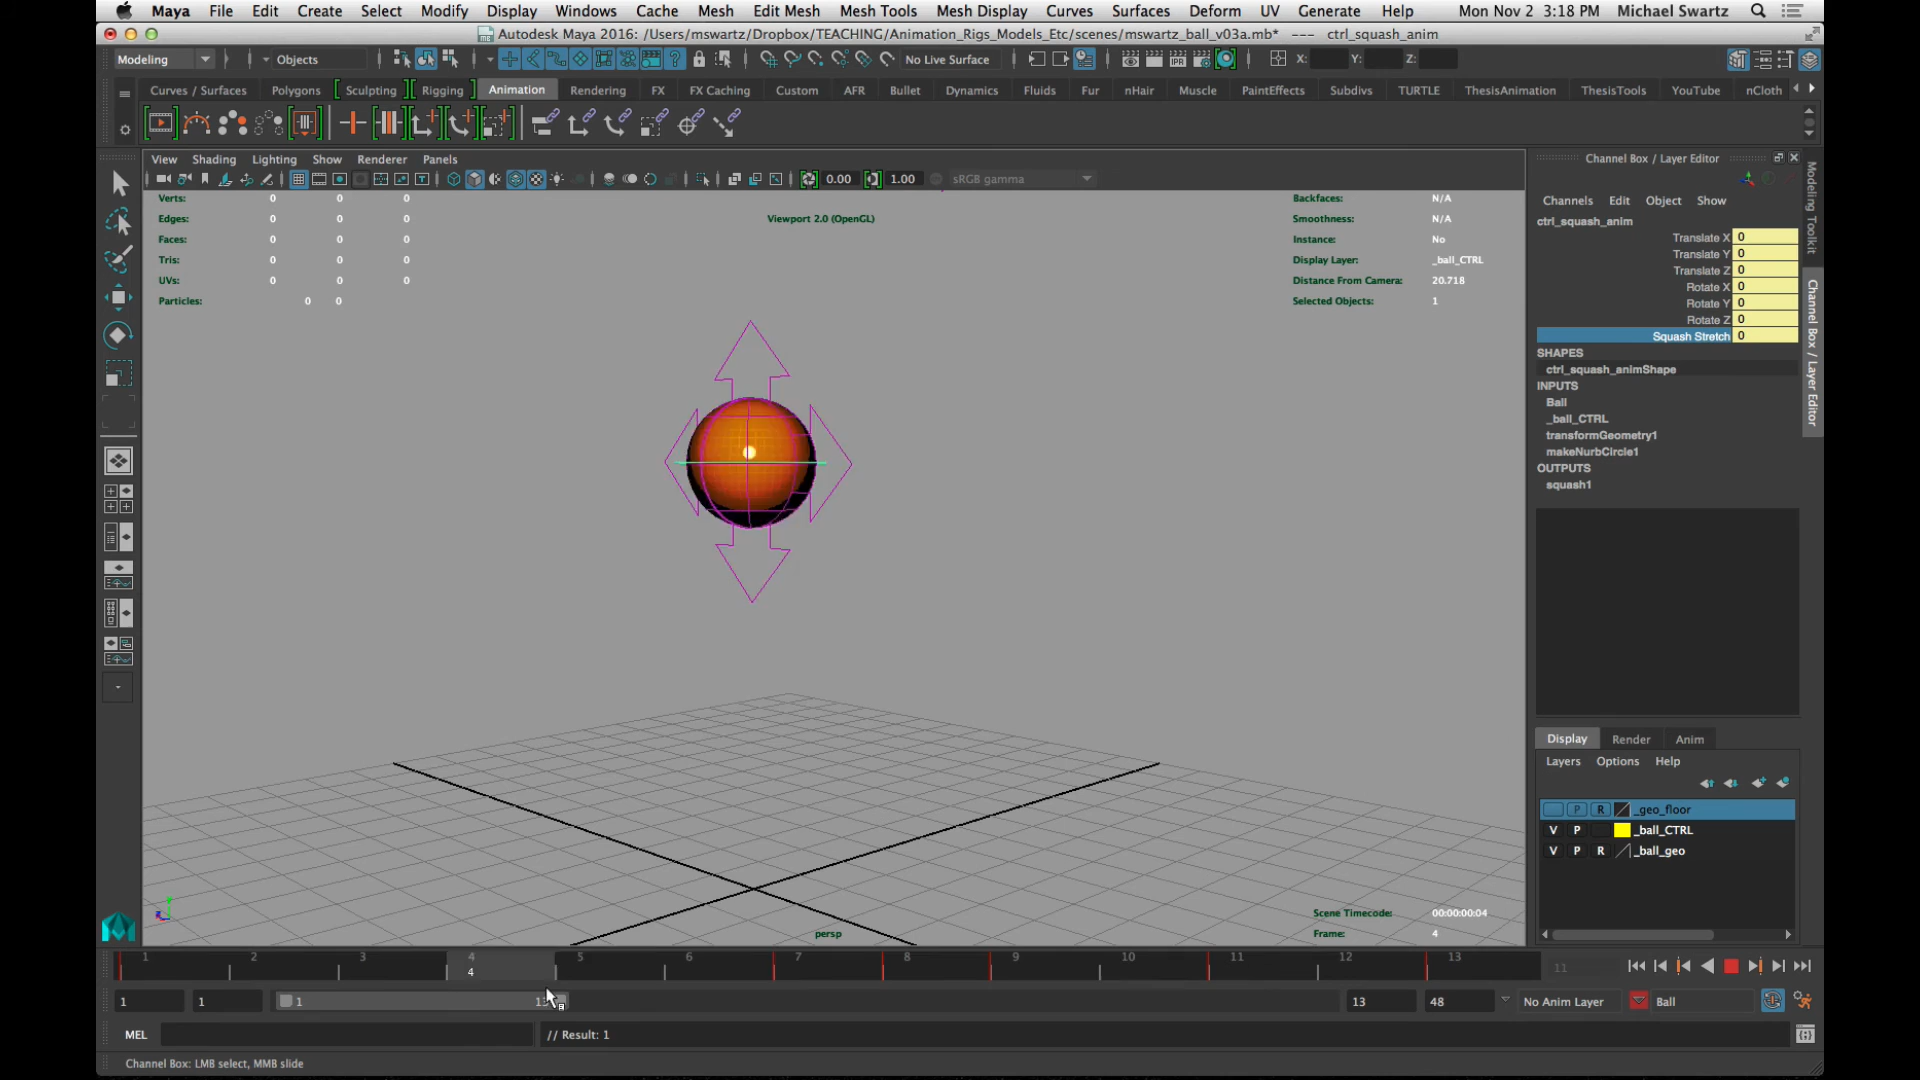 Maya File Edit Create Select Modify Display Windows Cache Mesh Edit Mesh Mesh Tools Mesh Display Curves Surfaces Deform UV Generate Help Mon Nov 2 3:18 PM Michael Swartz
Autodesk Maya 2016: /Users/mswartz/Dropbox/TEACHING/Animation_Rigs_Models_Etc/scenes/mswartz_ball_v03a.mb* --- ctrl_squash_anim
Modeling Objects No Live Surface X: Y: Z:
Curves / Surfaces Polygons Sculpting Rigging Animation Rendering FX FX Caching Custom AFR Bullet Dynamics Fluids Fur nHair Muscle PaintEffects Subdivs TURTLE ThesisAnimation ThesisTools YouTube nCloth
View Shading Lighting Show Renderer Panels
0.00 1.00 sRGB gamma
Verts: 0 0 0
Edges: 0 0 0
Faces: 0 0 0
Tris: 0 0 0
UVs: 0 0 0
Particles: 0 0
Viewport 2.0 (OpenGL)
Backfaces: N/A
Smoothness: N/A
Instance: No
Display Layer: _ball_CTRL
Distance From Camera: 20.718
Selected Objects: 1
persp
Scene Timecode: 00:00:00:04
Frame: 4
Channel Box / Layer Editor
Channels Edit Object Show
ctrl_squash_anim
Translate X 0
Translate Y 0
Translate Z 0
Rotate X 0
Rotate Y 0
Rotate Z 0
Squash Stretch 0
SHAPES
ctrl_squash_animShape
INPUTS
Ball
_ball_CTRL
transformGeometry1
makeNurbCircle1
OUTPUTS
squash1
Modeling Toolkit
Channel Box / Layer Editor
Display Render Anim
Layers Options Help
P R _geo_floor
V P _ball_CTRL
V P R _ball_geo
1 2 3 4 5 6 7 8 9 10 11 12 13
4
11
1 1 1 13 48 No Anim Layer Ball
MEL // Result: 1
Channel Box: LMB select, MMB slide